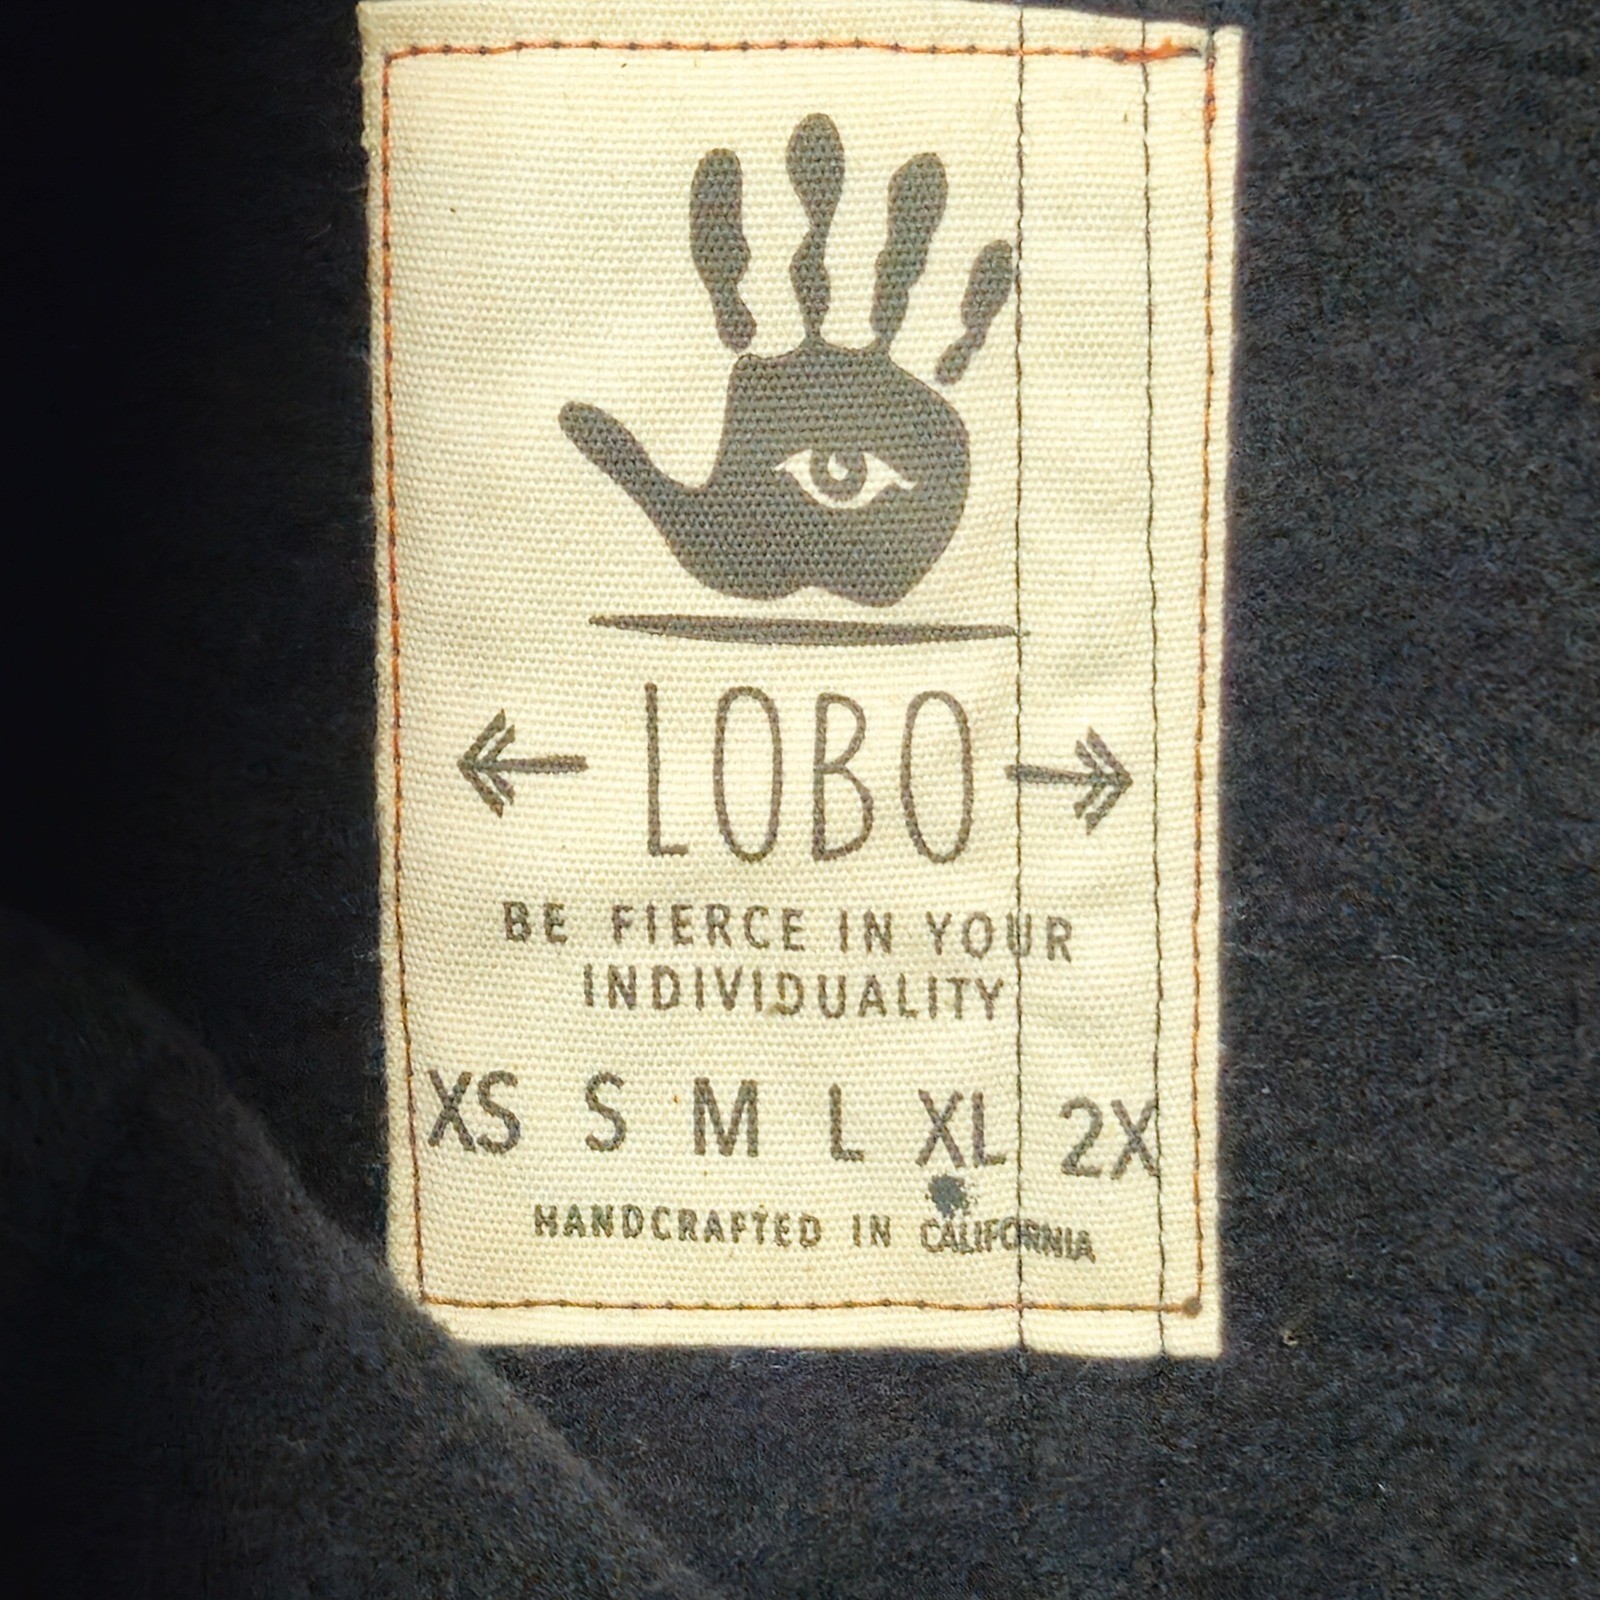 LOBO
BE FIERCE IN YOUR
INDIVIDUALITY
XS S M L XL 2X
HANDCRAFTED IN CALIFORNIA